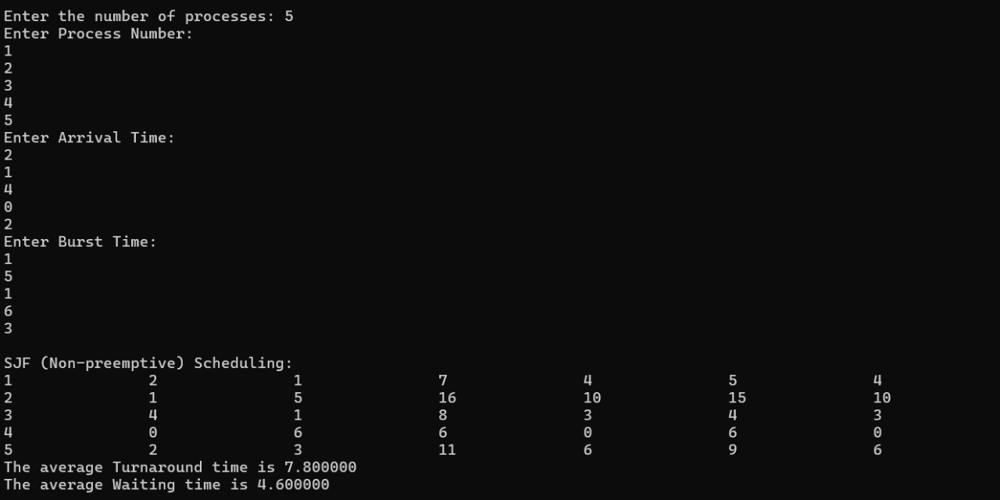 Enter the number of processes: 5
Enter Process Number:
1
2
3
4
5
Enter Arrival Time:
2
1
4
0
2
Enter Burst Time:
1
5
1
6
3
SJF (Non-preemptive) Scheduling:
1 2 1 7 4 5 4
2 1 5 16 10 15 10
3 4 1 8 3 4 3
4 0 6 6 0 6 0
5 2 3 11 6 9 6
The average Turnaround time is 7.800000
The average Waiting time is 4.600000